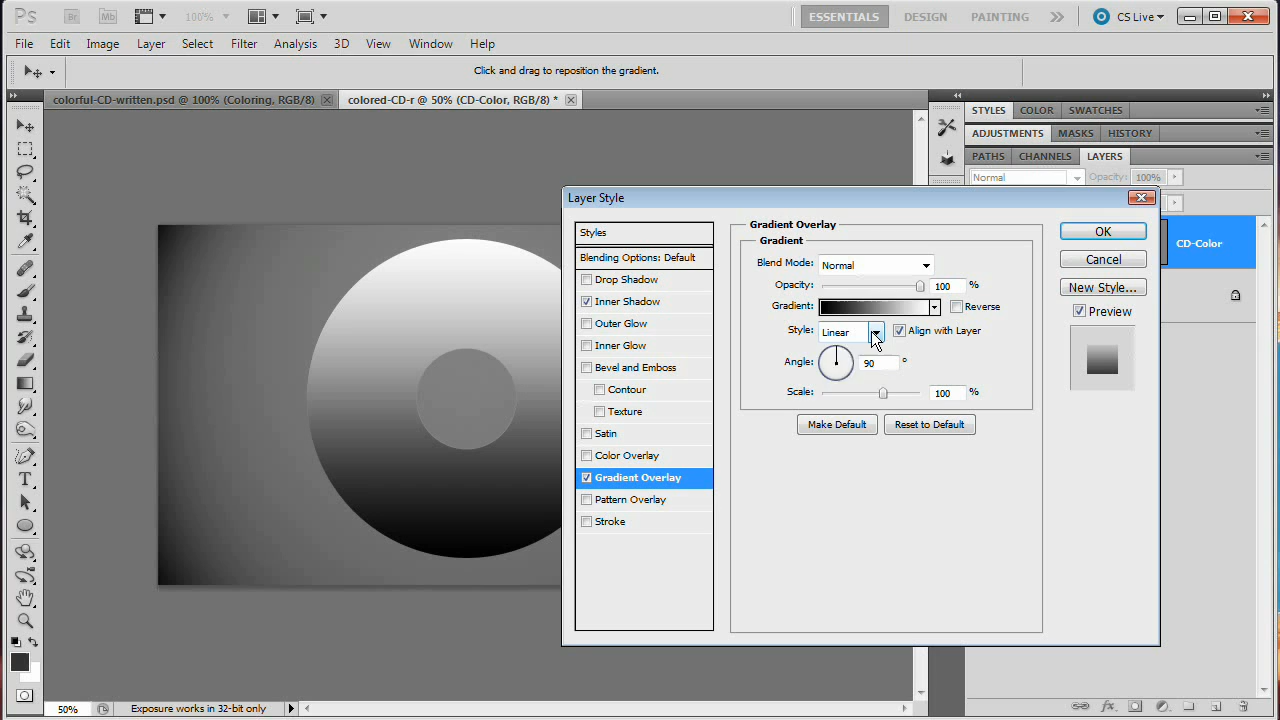 Ps Br Mb 100% ESSENTIALS DESIGN PAINTING CS Live
File Edit Image Layer Select Filter Analysis 3D View Window Help
Click and drag to reposition the gradient.
colorful-CD-written.psd @ 100% (Coloring, RGB/8) colored-CD-r @ 50% (CD-Color, RGB/8) *
STYLES COLOR SWATCHES
ADJUSTMENTS MASKS HISTORY
PATHS CHANNELS LAYERS
Normal Opacity: 100%
Layer Style
Styles
Blending Options: Default
Drop Shadow
Inner Shadow
Outer Glow
Inner Glow
Bevel and Emboss
Contour
Texture
Satin
Color Overlay
Gradient Overlay
Pattern Overlay
Stroke
Gradient Overlay
Gradient
Blend Mode: Normal
Opacity: 100 %
Gradient: Reverse
Style: Linear Align with Layer
Angle: 90 °
Scale: 100 %
Make Default Reset to Default
OK
Cancel
New Style...
Preview
CD-Color
T
50% Exposure works in 32-bit only
fx